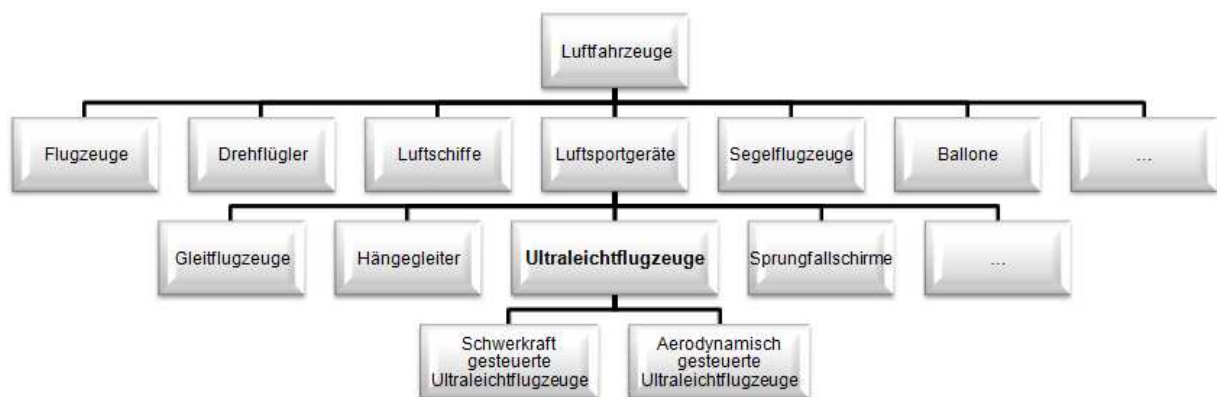 Luftfahrzeuge
Flugzeuge
Drehflügler
Luftschiffe
Luftsportgeräte
Segelflugzeuge
Ballone
...
Gleitflugzeuge
Hängegleiter
Ultraleichtflugzeuge
Sprungfallschirme
...
Schwerkraft
gesteuerte
Ultraleichtflugzeuge
Aerodynamisch
gesteuerte
Ultraleichtflugzeuge